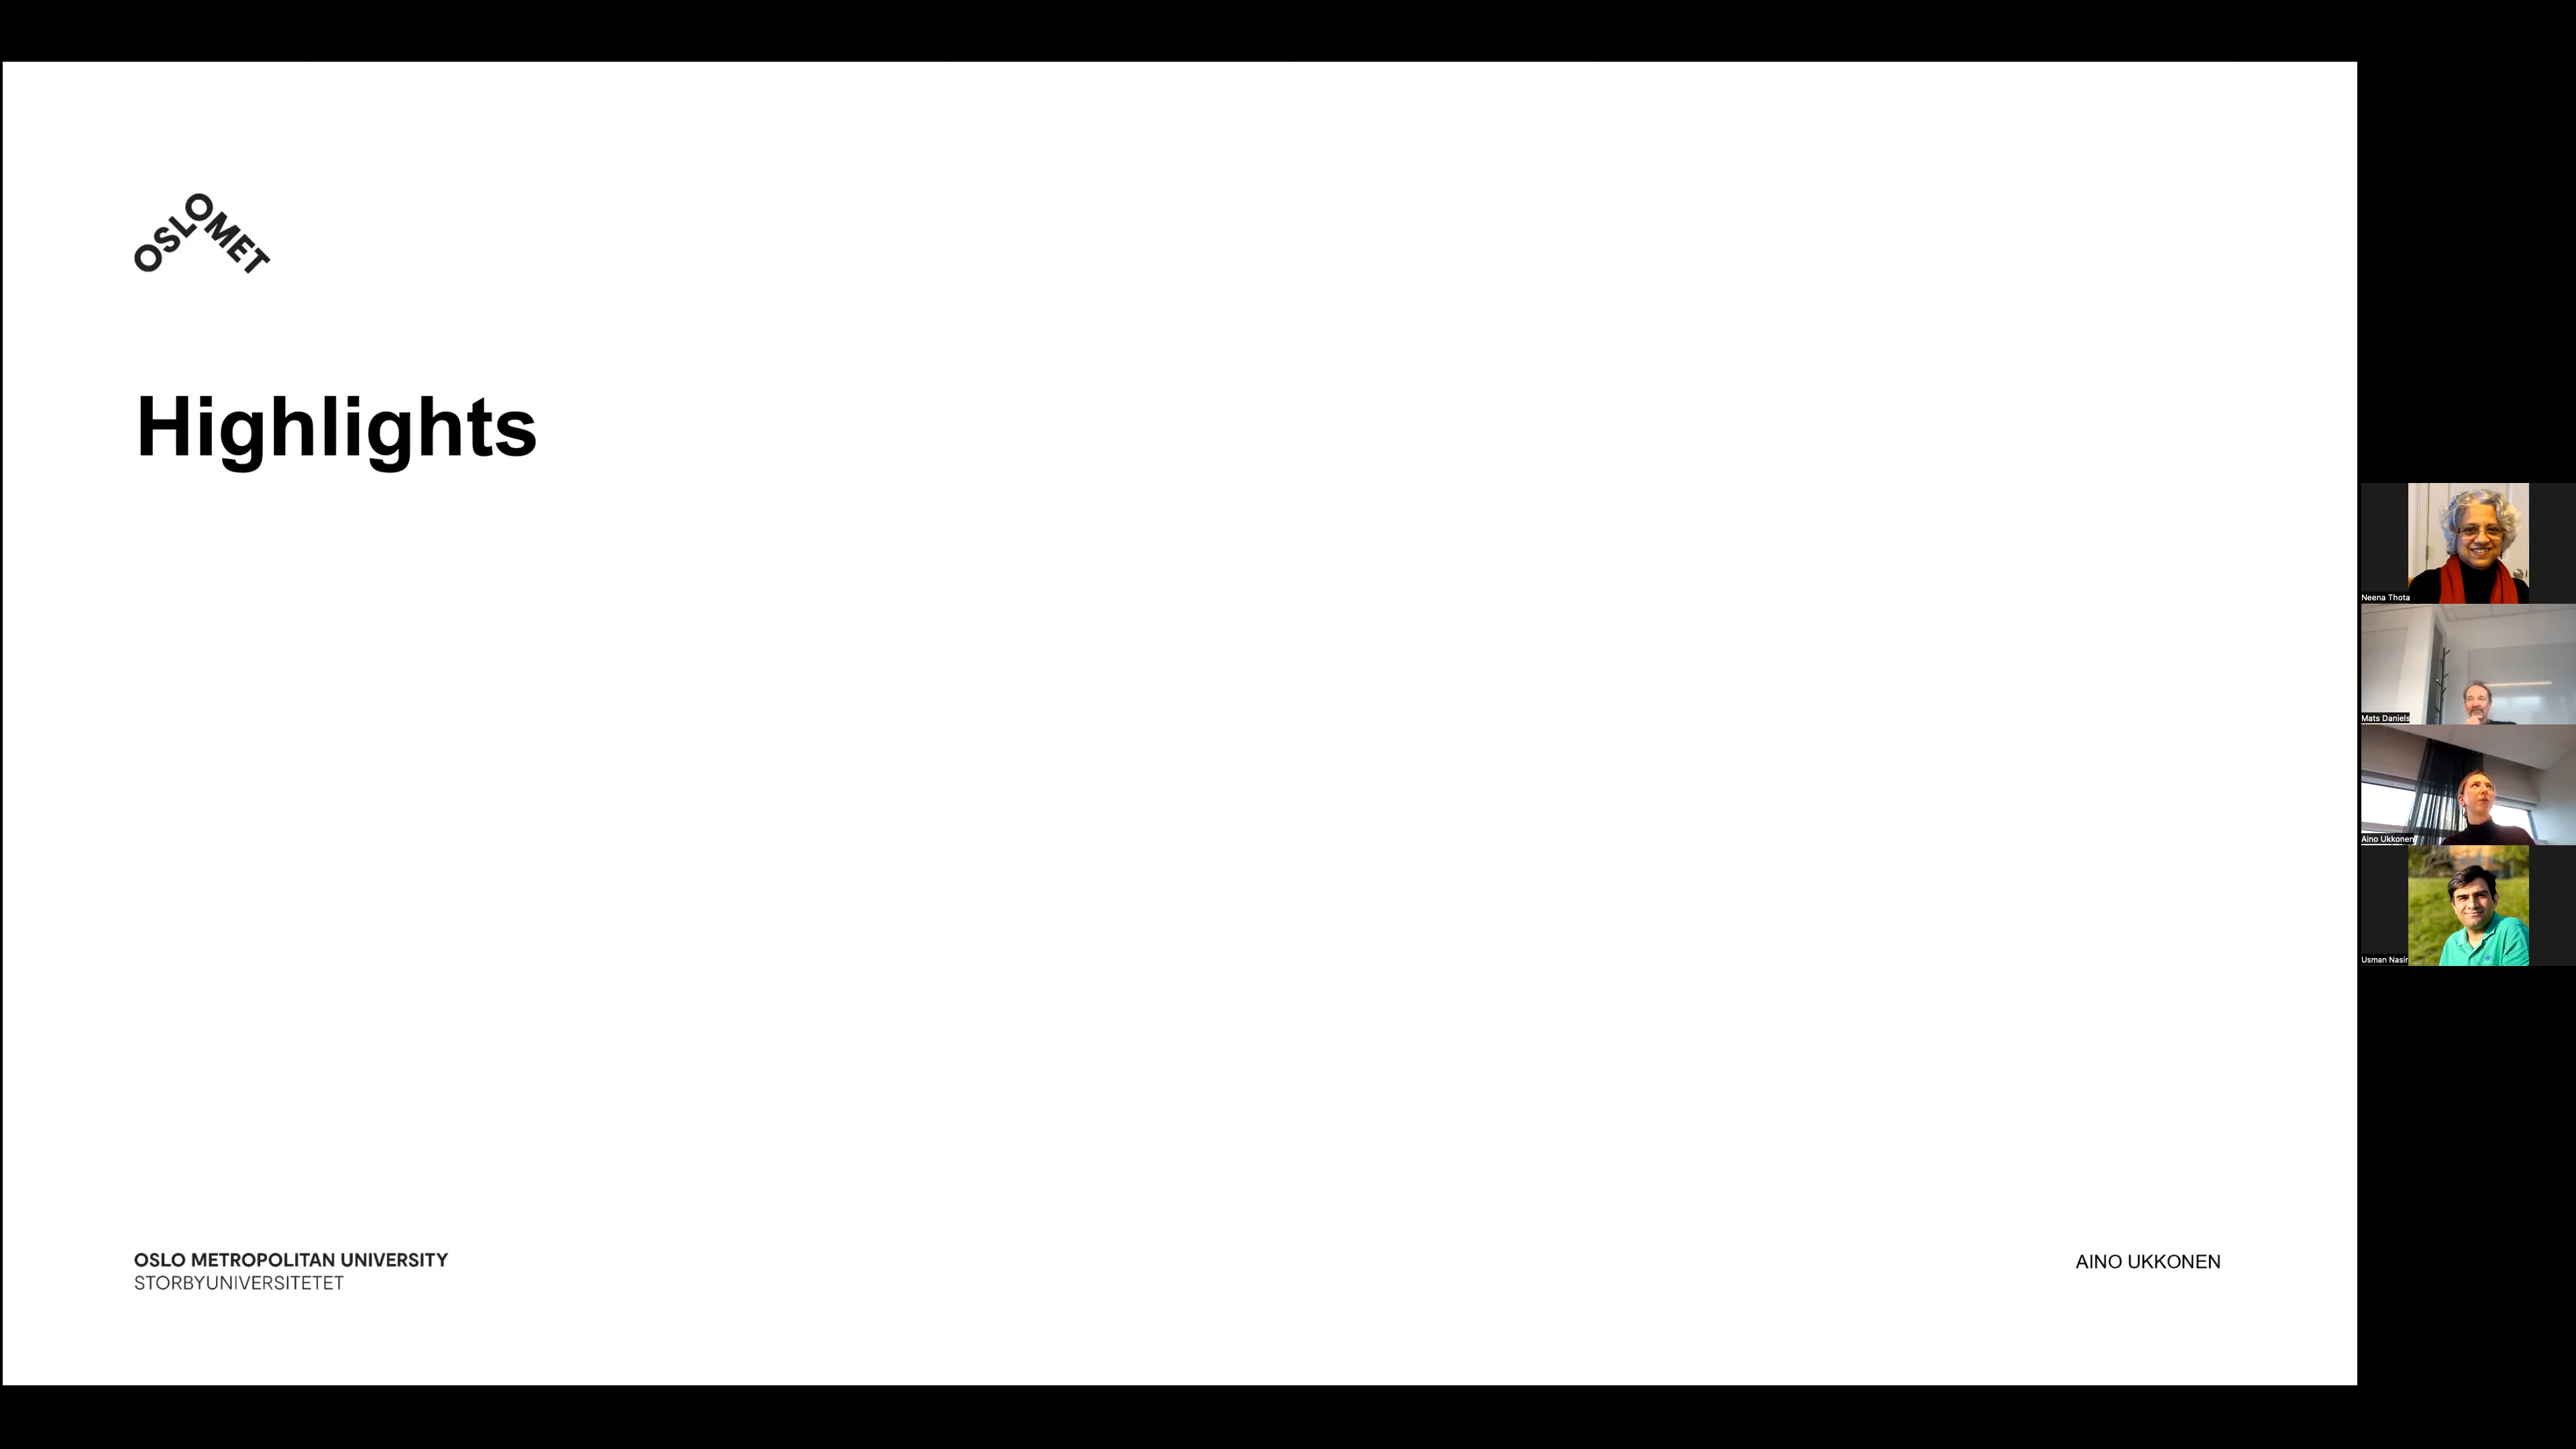 OSLOMET
Highlights
OSLO METROPOLITAN UNIVERSITY
STORBYUNIVERSITETET
AINO UKKONEN
Neena Thota
Mats Daniels
Aino Ukkonen
Usman Nasir